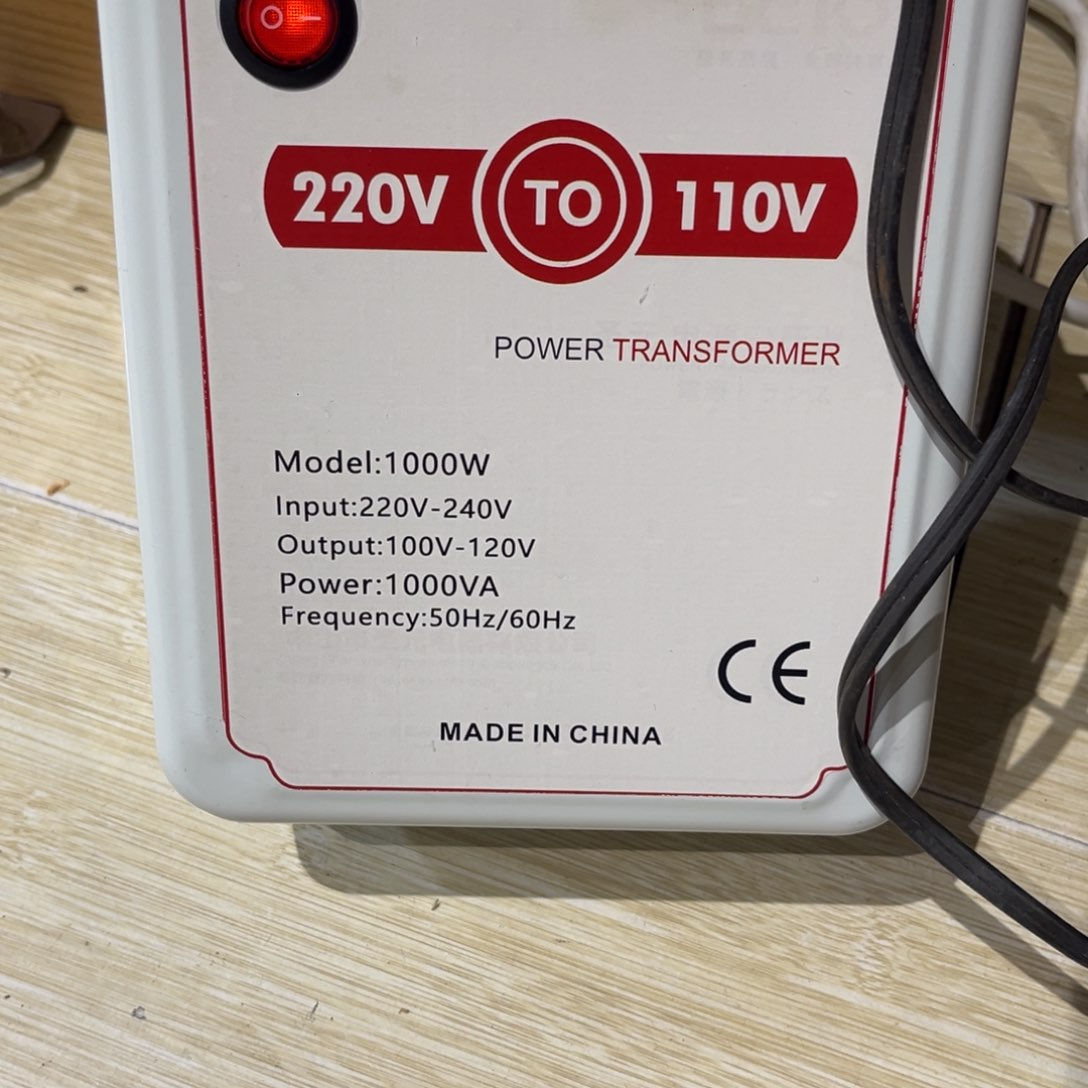 220V TO 110V
POWER TRANSFORMER
Model:1000W
Input:220V-240V
Output:100V-120V
Power:1000VA
Frequency:50Hz/60Hz
CE
MADE IN CHINA